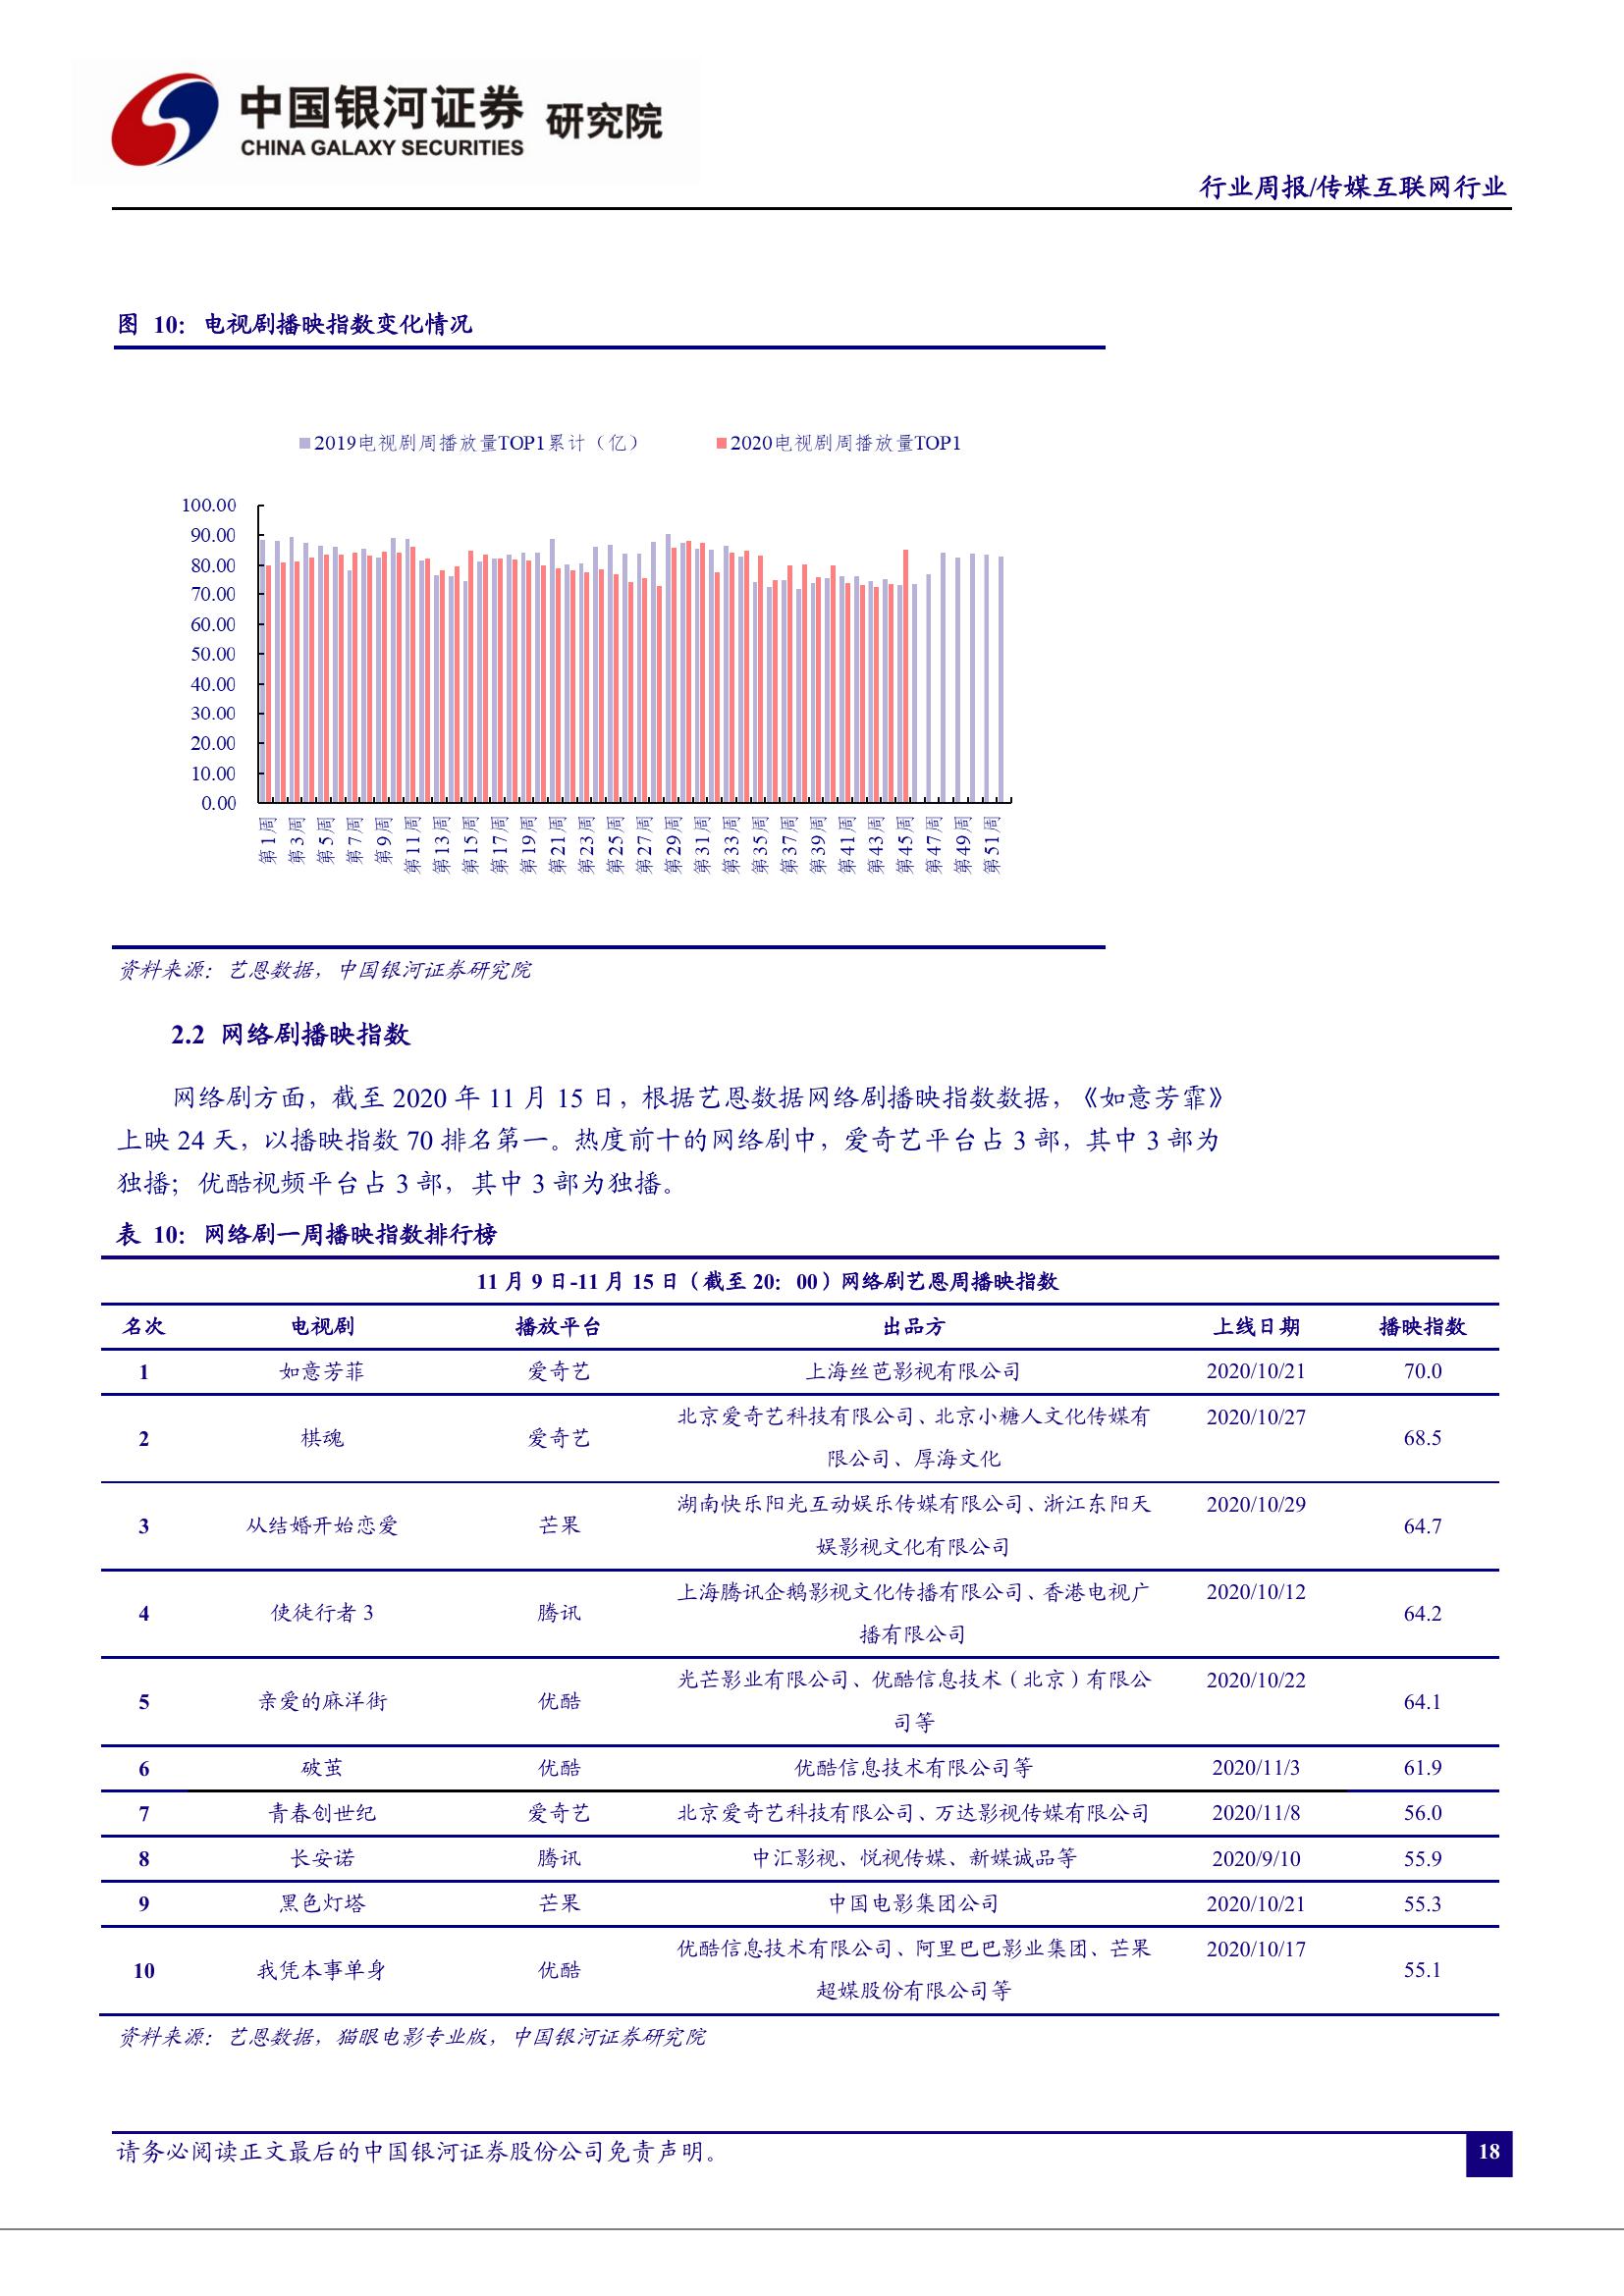 中国银河证券 研究院
CHINA GALAXY SECURITIES
行业周报/传媒互联网行业
图 10：电视剧播映指数变化情况
2019电视剧周播放量TOP1累计（亿） 2020电视剧周播放量TOP1
100.00
90.00
80.00
70.00
60.00
50.00
40.00
30.00
20.00
10.00
0.00
第1周 第3周 第5周 第7周 第9周 第11周 第13周 第15周 第17周 第19周 第21周 第23周 第25周 第27周 第29周 第31周 第33周 第35周 第37周 第39周 第41周 第43周 第45周 第47周 第49周 第51周
资料来源：艺恩数据，中国银河证券研究院
2.2 网络剧播映指数
网络剧方面，截至 2020 年 11 月 15 日，根据艺恩数据网络剧播映指数数据，《如意芳霏》
上映 24 天，以播映指数 70 排名第一。热度前十的网络剧中，爱奇艺平台占 3 部，其中 3 部为
独播；优酷视频平台占 3 部，其中 3 部为独播。
表 10：网络剧一周播映指数排行榜
11 月 9 日-11 月 15 日（截至 20：00）网络剧艺恩周播映指数
名次 电视剧 播放平台 出品方 上线日期 播映指数
1 如意芳菲 爱奇艺 上海丝芭影视有限公司 2020/10/21 70.0
2 棋魂 爱奇艺 北京爱奇艺科技有限公司、北京小糖人文化传媒有 2020/10/27 68.5
限公司、厚海文化
3 从结婚开始恋爱 芒果 湖南快乐阳光互动娱乐传媒有限公司、浙江东阳天 2020/10/29 64.7
娱影视文化有限公司
4 使徒行者 3 腾讯 上海腾讯企鹅影视文化传播有限公司、香港电视广 2020/10/12 64.2
播有限公司
5 亲爱的麻洋街 优酷 光芒影业有限公司、优酷信息技术（北京）有限公 2020/10/22 64.1
司等
6 破茧 优酷 优酷信息技术有限公司等 2020/11/3 61.9
7 青春创世纪 爱奇艺 北京爱奇艺科技有限公司、万达影视传媒有限公司 2020/11/8 56.0
8 长安诺 腾讯 中汇影视、悦视传媒、新媒诚品等 2020/9/10 55.9
9 黑色灯塔 芒果 中国电影集团公司 2020/10/21 55.3
10 我凭本事单身 优酷 优酷信息技术有限公司、阿里巴巴影业集团、芒果 2020/10/17 55.1
超媒股份有限公司等
资料来源：艺恩数据，猫眼电影专业版，中国银河证券研究院
请务必阅读正文最后的中国银河证券股份公司免责声明。
18